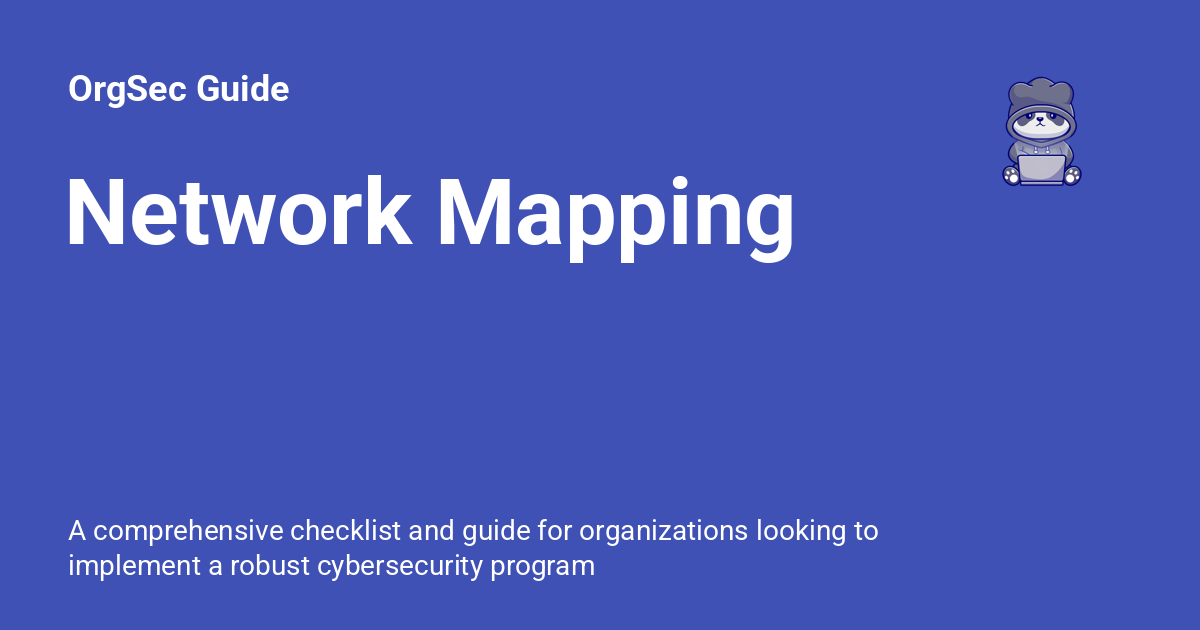 OrgSec Guide
Network Mapping
A comprehensive checklist and guide for organizations looking to
implement a robust cybersecurity program